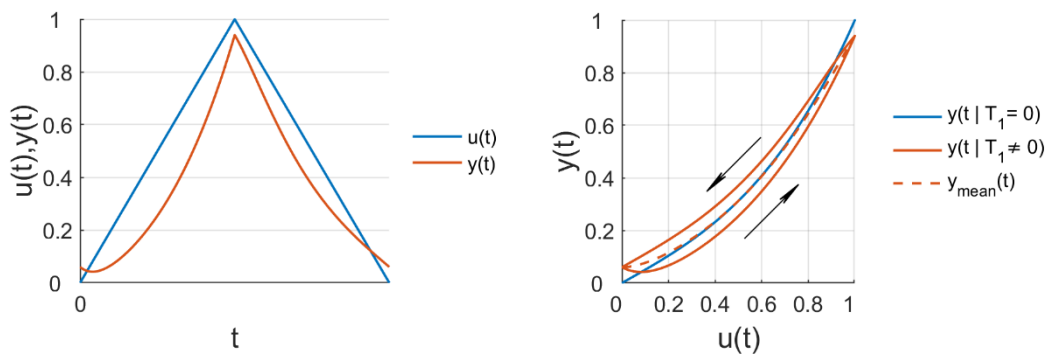 1
0.8
0.6
0.4
0.2
0
0
u(t),y(t)
t
u(t)
y(t)
1
0.8
0.6
0.4
0.2
0
0 0.2 0.4 0.6 0.8 1
y(t)
u(t)
y(t | T₁= 0)
y(t | T₁≠ 0)
y_mean(t)